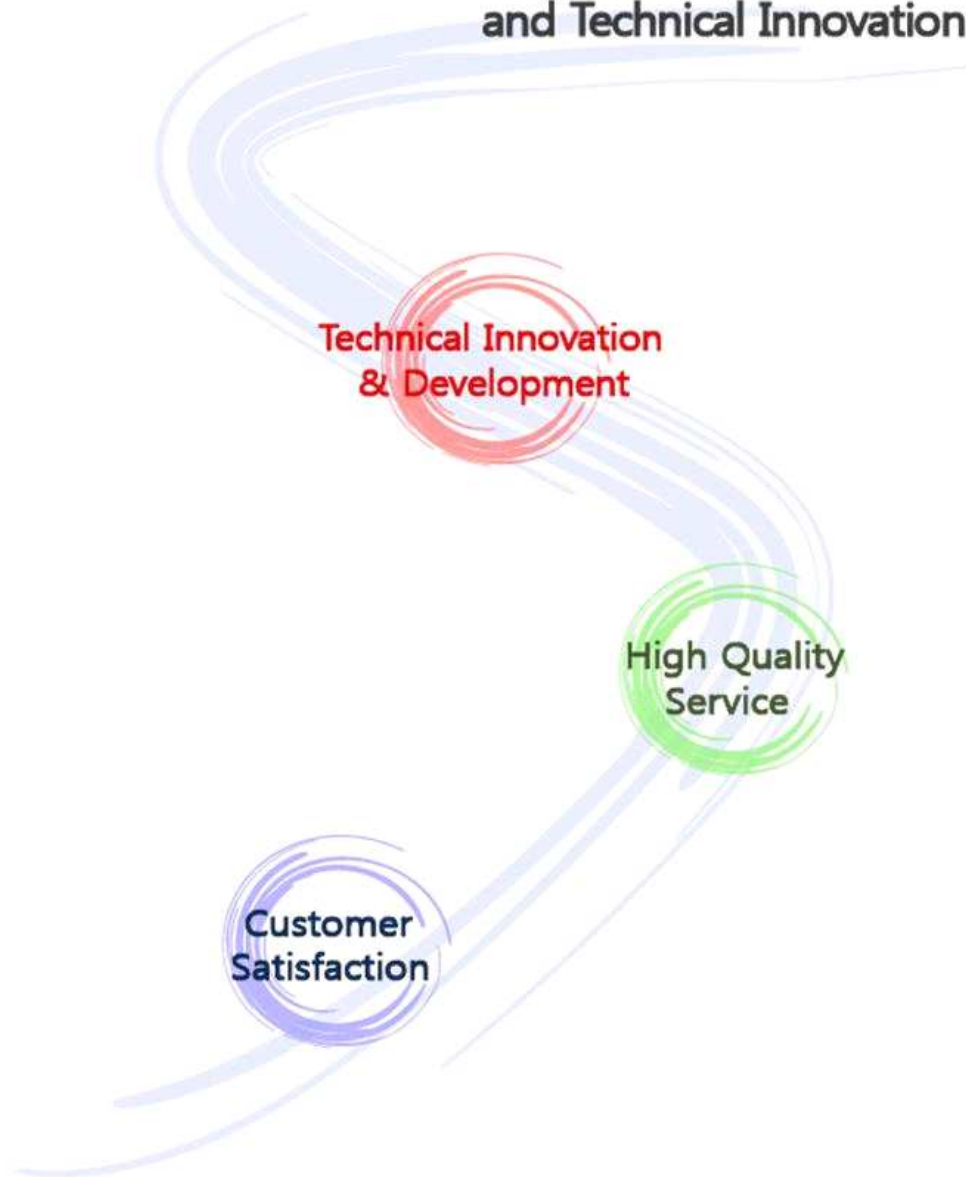 and Technical Innovation
Technical Innovation
& Development
High Quality
Service
Customer
Satisfaction